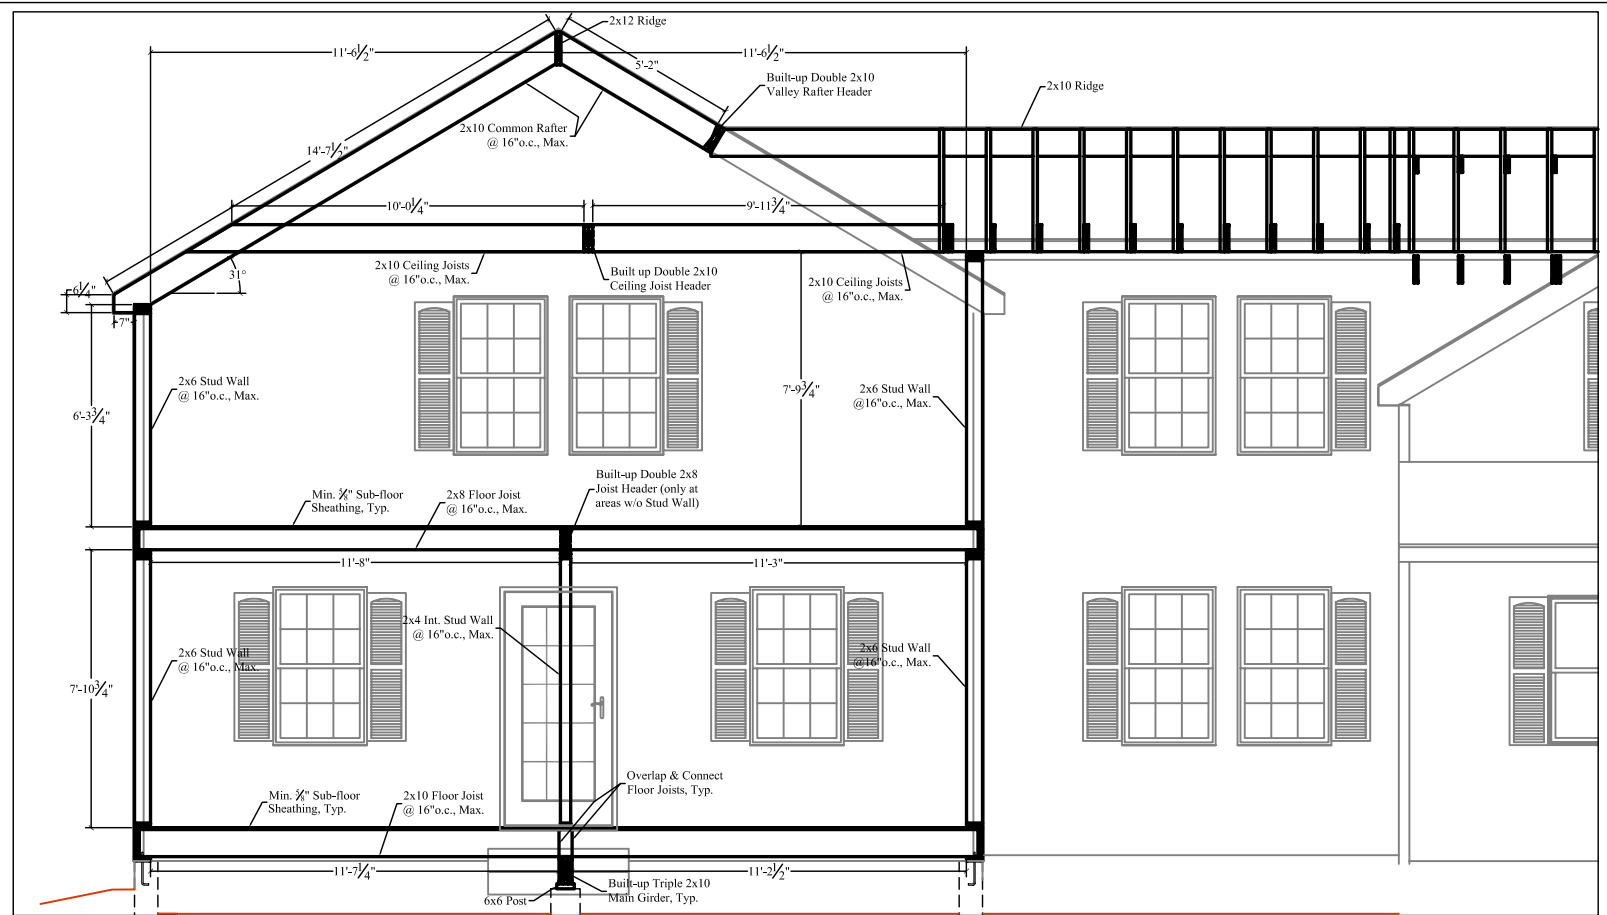 2x12 Ridge
11'-6½"
11'-6½"
5'-2"
Built-up Double 2x10
Valley Rafter Header
2x10 Ridge
2x10 Common Rafter
@ 16"o.c., Max.
14'-7½"
10'-0¼"
9'-11¾"
2x10 Ceiling Joists
@ 16"o.c., Max.
31°
Built up Double 2x10
Ceiling Joist Header
2x10 Ceiling Joists
@ 16"o.c., Max.
6¼"
7"
2x6 Stud Wall
@ 16"o.c., Max.
7'-9¾"
2x6 Stud Wall
@16"o.c., Max.
6'-3¾"
Built-up Double 2x8
Joist Header (only at
areas w/o Stud Wall)
Min. ⅝" Sub-floor
Sheathing, Typ.
2x8 Floor Joist
@ 16"o.c., Max.
11'-8"
11'-3"
2x4 Int. Stud Wall
@ 16"o.c., Max.
2x6 Stud Wall
@ 16"o.c., Max.
2x6 Stud Wall
@16"o.c., Max.
7'-10¾"
Overlap & Connect
Floor Joists, Typ.
Min. ⅝" Sub-floor
Sheathing, Typ.
2x10 Floor Joist
@ 16"o.c., Max.
11'-7¼"
11'-2½"
Built-up Triple 2x10
Main Girder, Typ.
6x6 Post